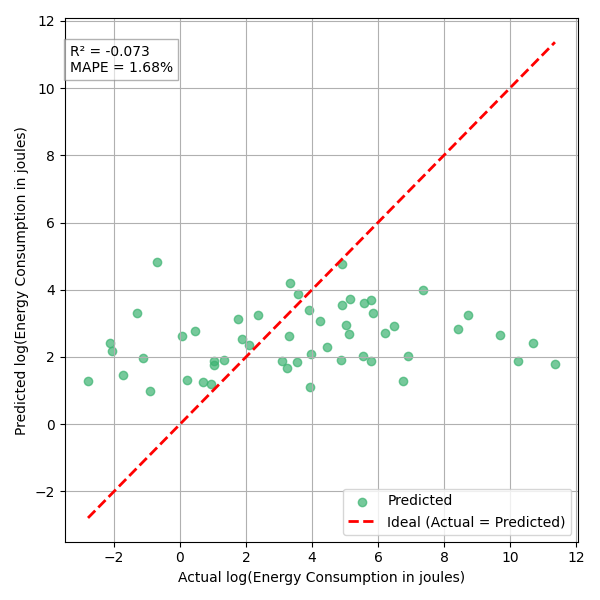 R² = -0.073
MAPE = 1.68%
12
10
8
6
4
2
0
−2
Predicted log(Energy Consumption in joules)
Predicted
Ideal (Actual = Predicted)
−2 0 2 4 6 8 10 12
Actual log(Energy Consumption in joules)